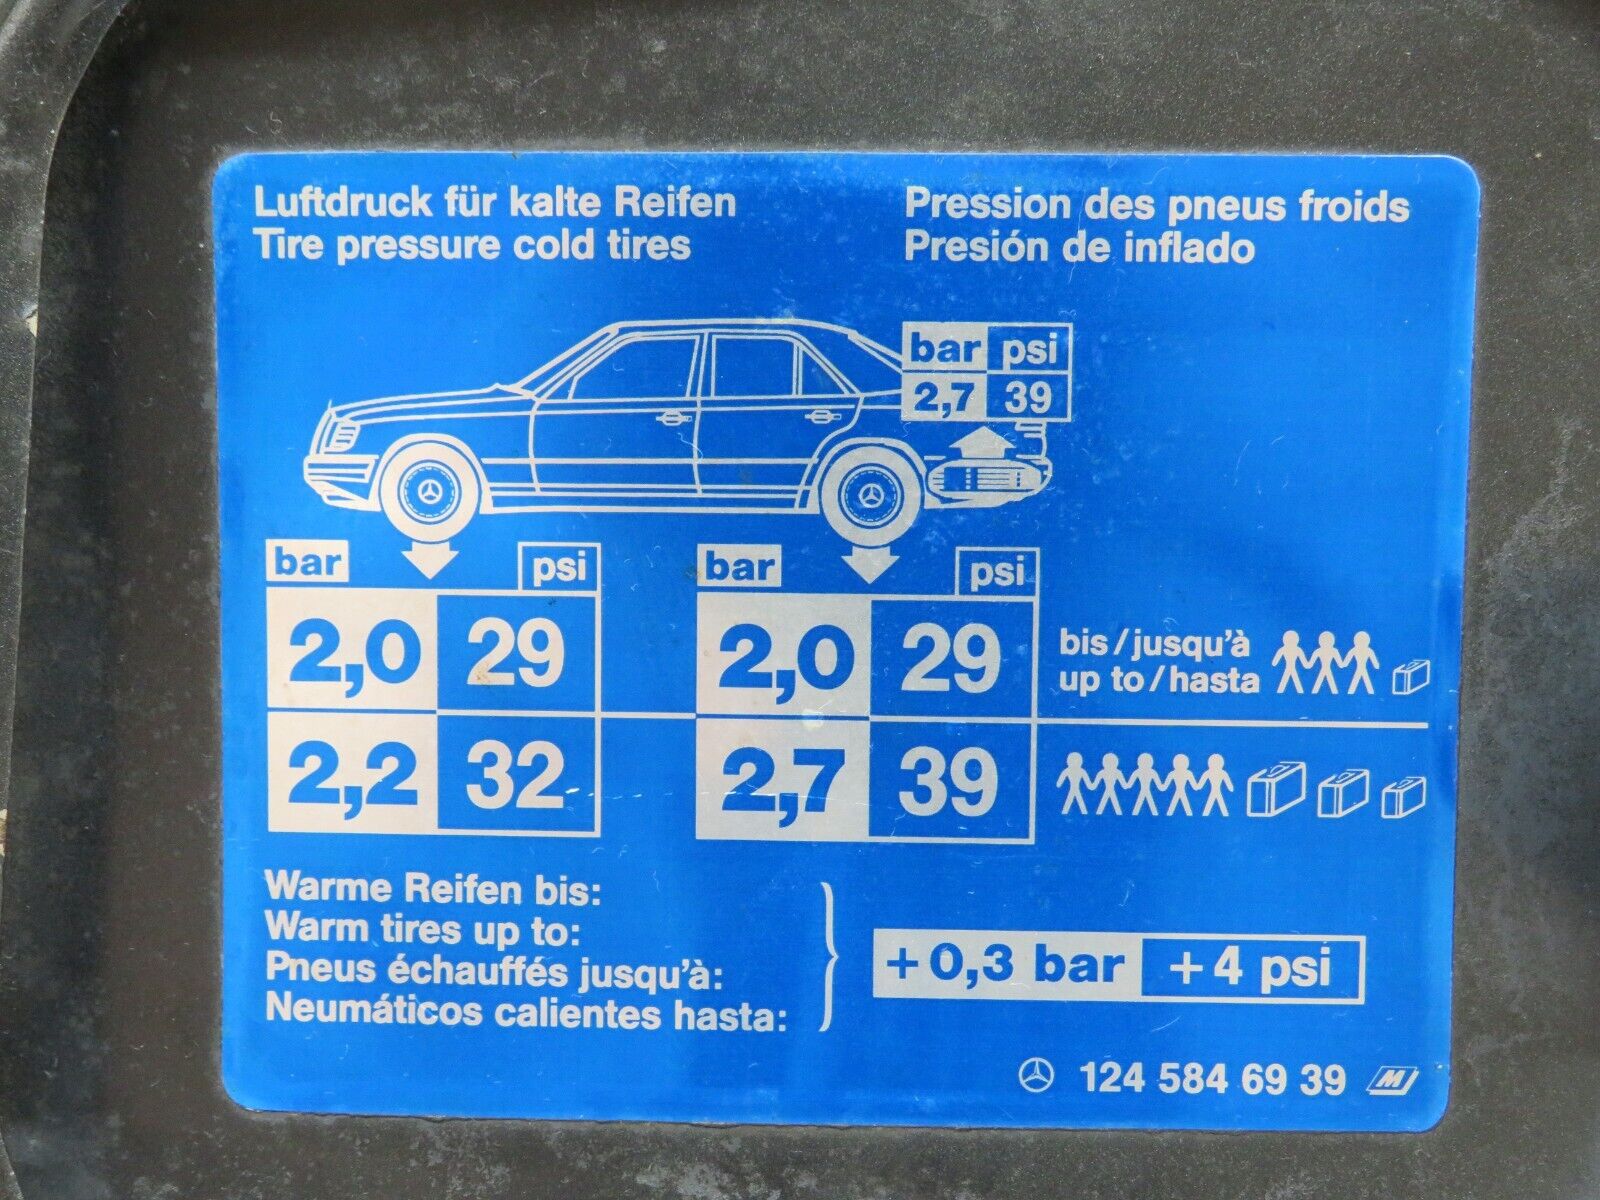 Luftdruck für kalte Reifen
Tire pressure cold tires
Pression des pneus froids
Presión de inflado
bar psi
2,7 39
bar psi
2,0 29
2,2 32
bar psi
2,0 29
2,7 39
bis/jusqu'à
up to/hasta
Warme Reifen bis:
Warm tires up to:
Pneus échauffés jusqu'à:
Neumáticos calientes hasta:
+0,3 bar +4 psi
124 584 69 39 M